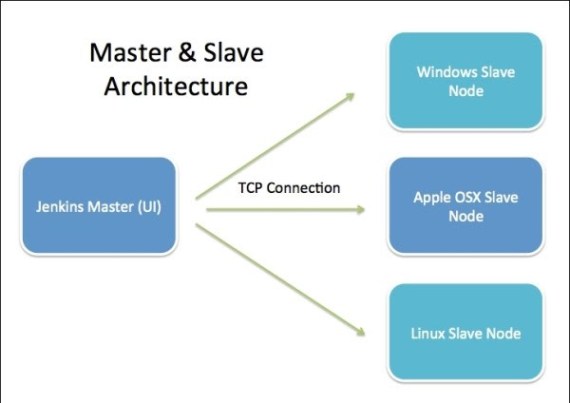 Master & Slave
Architecture
Windows Slave
Node
TCP Connection
Jenkins Master (UI)
Apple OSX Slave
Node
Linux Slave Node